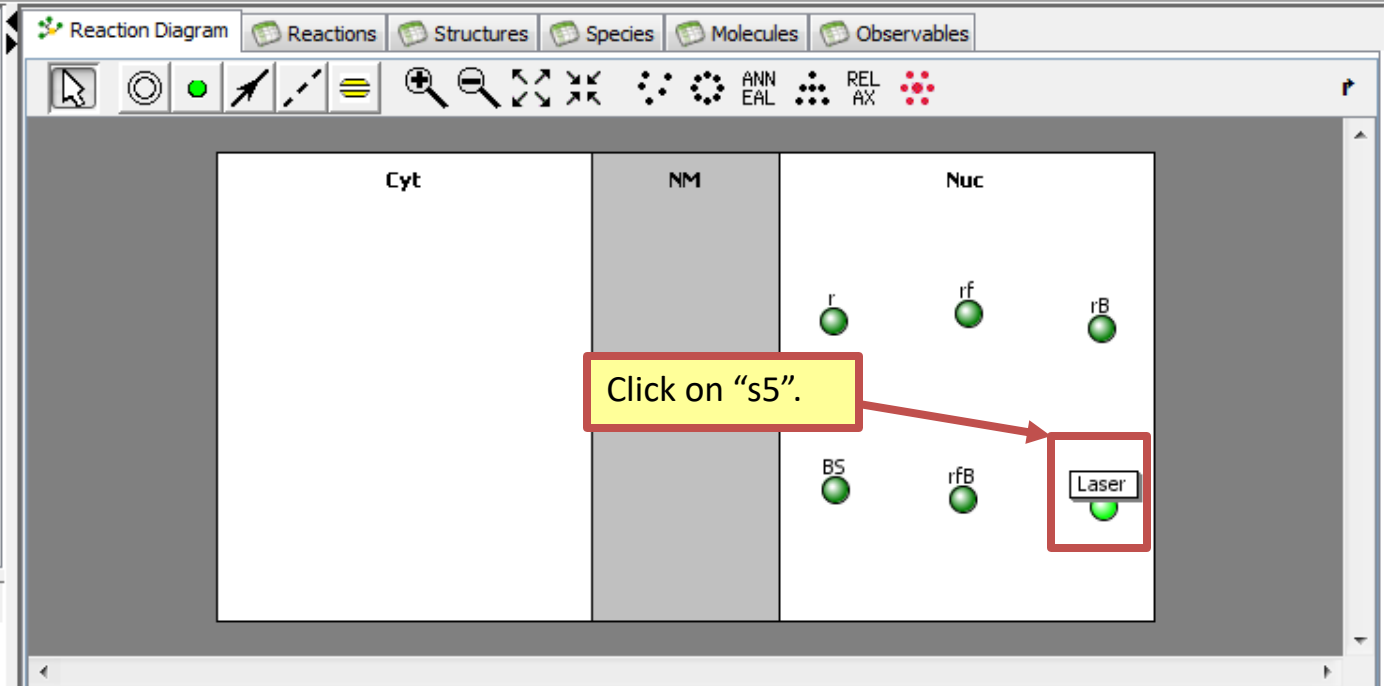 Reaction Diagram Reactions Structures Species Molecules Observables
ANN EAL REL AX
Cyt NM Nuc
r rf rB
Click on “s5”.
BS rfB Laser